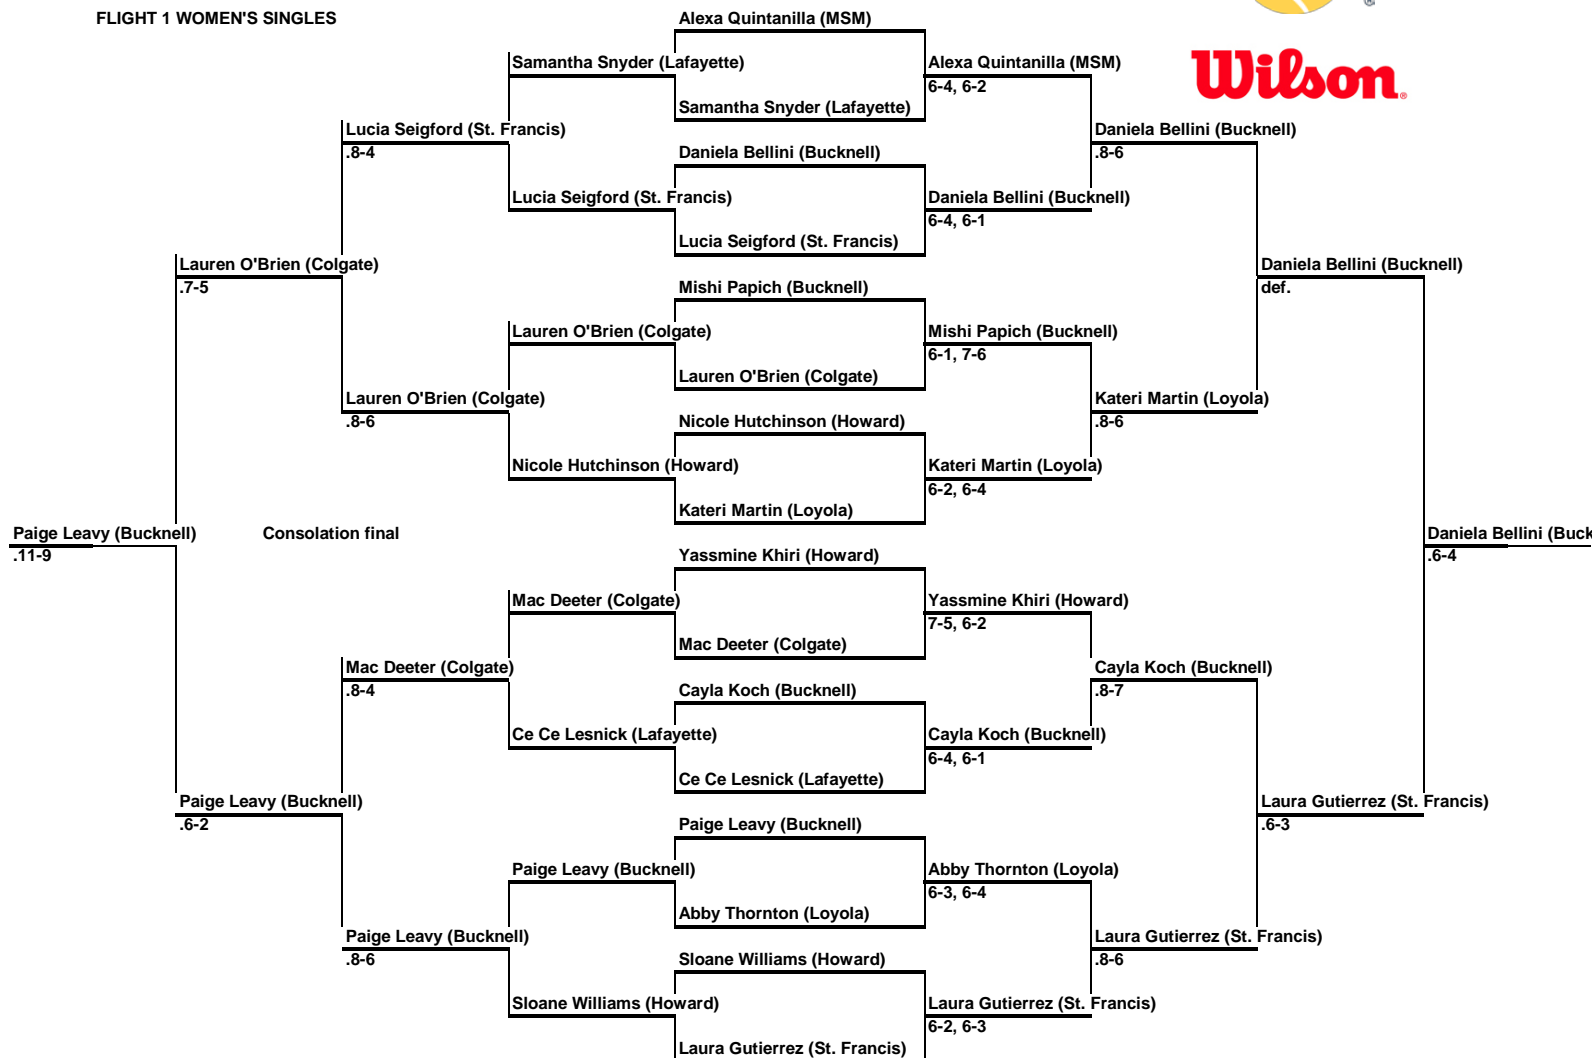 FLIGHT 1 WOMEN'S SINGLES
Alexa Quintanilla (MSM)
Samantha Snyder (Lafayette)
Alexa Quintanilla (MSM)
Wilson.
6-4, 6-2
Samantha Snyder (Lafayette)
Lucia Seigford (St. Francis)
Daniela Bellini (Bucknell)
.8-4
Daniela Bellini (Bucknell)
.8-6
Lucia Seigford (St. Francis)
Daniela Bellini (Bucknell)
6-4, 6-1
Lucia Seigford (St. Francis)
Lauren O'Brien (Colgate)
Daniela Bellini (Bucknell)
.7-5
Mishi Papich (Bucknell)
def.
Lauren O'Brien (Colgate)
Mishi Papich (Bucknell)
6-1, 7-6
Lauren O'Brien (Colgate)
Lauren O'Brien (Colgate)
Kateri Martin (Loyola)
.8-6
Nicole Hutchinson (Howard)
.8-6
Nicole Hutchinson (Howard)
Kateri Martin (Loyola)
6-2, 6-4
Kateri Martin (Loyola)
Paige Leavy (Bucknell)
Consolation final
Daniela Bellini (Buck
.11-9
Yassmine Khiri (Howard)
.6-4
Mac Deeter (Colgate)
Yassmine Khiri (Howard)
7-5, 6-2
Mac Deeter (Colgate)
Mac Deeter (Colgate)
Cayla Koch (Bucknell)
.8-4
Cayla Koch (Bucknell)
.8-7
Ce Ce Lesnick (Lafayette)
Cayla Koch (Bucknell)
6-4, 6-1
Ce Ce Lesnick (Lafayette)
Paige Leavy (Bucknell)
Laura Gutierrez (St. Francis)
.6-2
Paige Leavy (Bucknell)
.6-3
Paige Leavy (Bucknell)
Abby Thornton (Loyola)
6-3, 6-4
Abby Thornton (Loyola)
Paige Leavy (Bucknell)
Laura Gutierrez (St. Francis)
.8-6
Sloane Williams (Howard)
.8-6
Sloane Williams (Howard)
Laura Gutierrez (St. Francis)
6-2, 6-3
Laura Gutierrez (St. Francis)